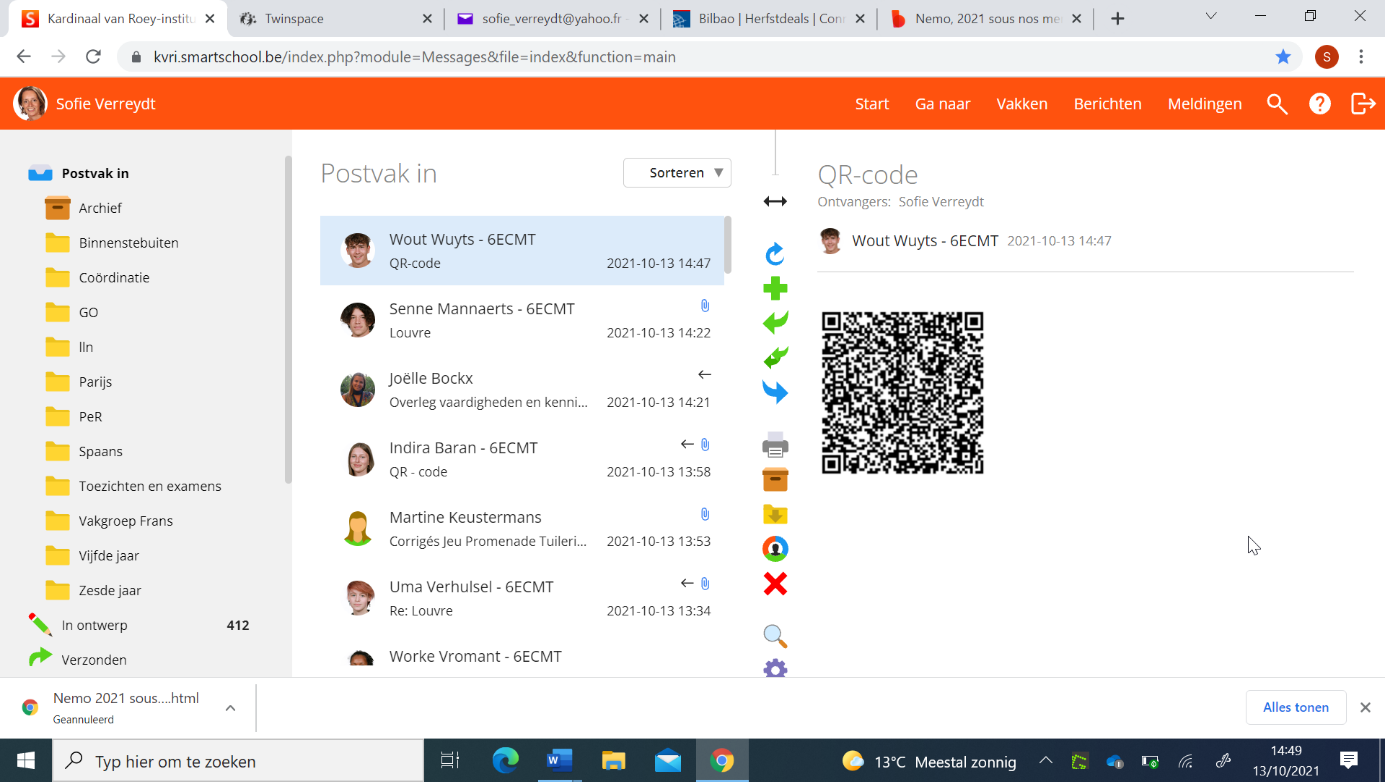 Kardinaal van Roey-institu
Twinspace
sofie_verreydt@yahoo.fr -
Bilbao | Herfstdeals | Conn
Nemo, 2021 sous nos me
kvri.smartschool.be/index.php?module=Messages&file=index&function=main
S
Sofie Verreydt
Start
Ga naar
Vakken
Berichten
Meldingen
Postvak in
Archief
Binnenstebuiten
Coördinatie
GO
lln
Parijs
PeR
Spaans
Toezichten en examens
Vakgroep Frans
Vijfde jaar
Zesde jaar
In ontwerp 412
Verzonden
Postvak in
Sorteren
Wout Wuyts - 6ECMT
QR-code 2021-10-13 14:47
Senne Mannaerts - 6ECMT
Louvre 2021-10-13 14:22
Joëlle Bockx
Overleg vaardigheden en kenni... 2021-10-13 14:21
Indira Baran - 6ECMT
QR - code 2021-10-13 13:58
Martine Keustermans
Corrigés Jeu Promenade Tuileri... 2021-10-13 13:53
Uma Verhulsel - 6ECMT
Re: Louvre 2021-10-13 13:34
Worke Vromant - 6ECMT
QR-code
Ontvangers: Sofie Verreydt
Wout Wuyts - 6ECMT 2021-10-13 14:47
Nemo 2021 sous....html
Geannuleerd
Alles tonen
Typ hier om te zoeken
13°C Meestal zonnig
14:49
13/10/2021